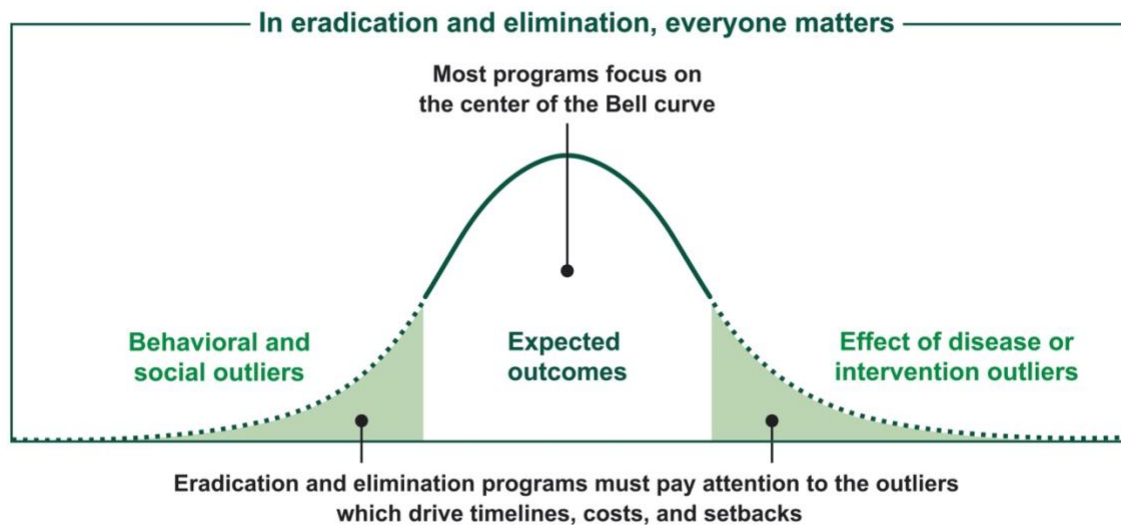 In eradication and elimination, everyone matters
Most programs focus on
the center of the Bell curve
Behavioral and
social outliers
Expected
outcomes
Effect of disease or
intervention outliers
Eradication and elimination programs must pay attention to the outliers
which drive timelines, costs, and setbacks